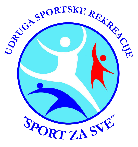 UDRUGA SPORTSKE REKREACIJE
"SPORT ZA SVE"